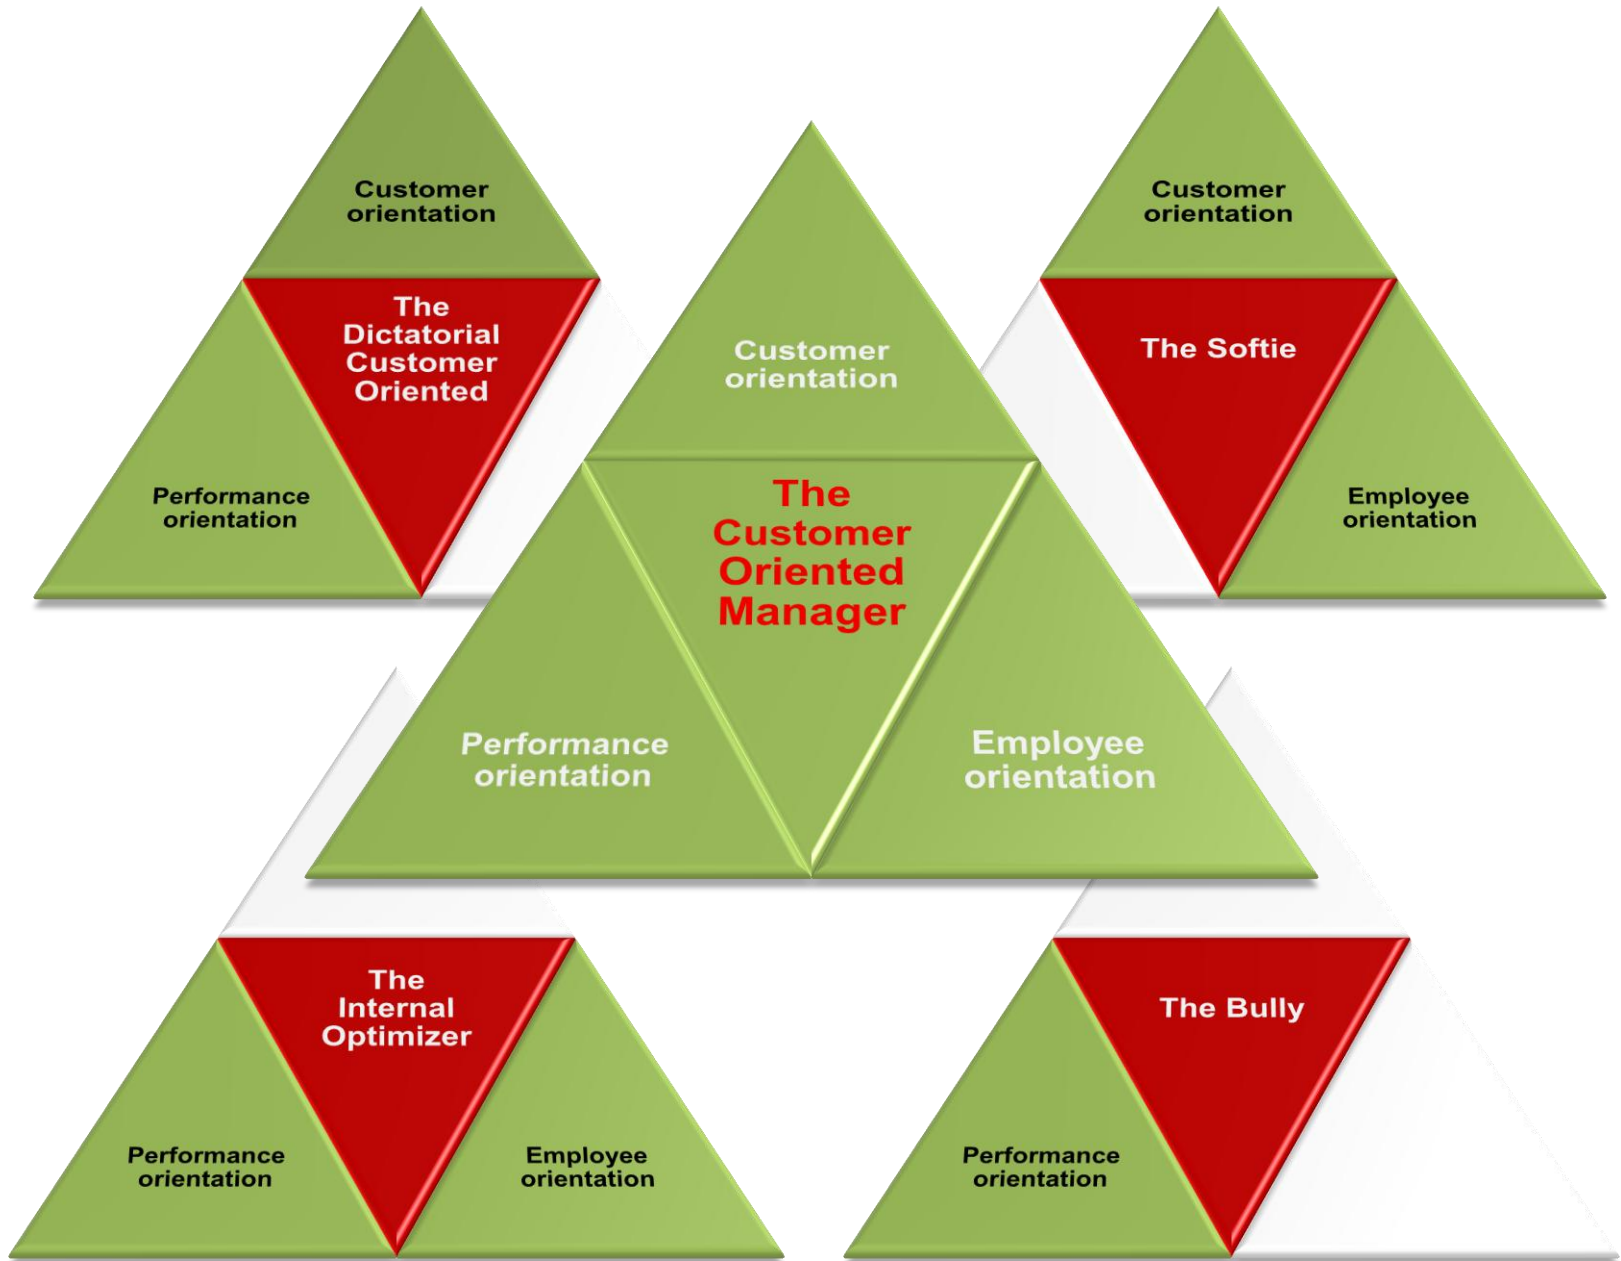 Customer
orientation
The
Dictatorial
Customer
Oriented
Performance
orientation
Customer
orientation
The Softie
Employee
orientation
Customer
orientation
The
Customer
Oriented
Manager
Performance
orientation
Employee
orientation
The
Internal
Optimizer
Performance
orientation
Employee
orientation
The Bully
Performance
orientation